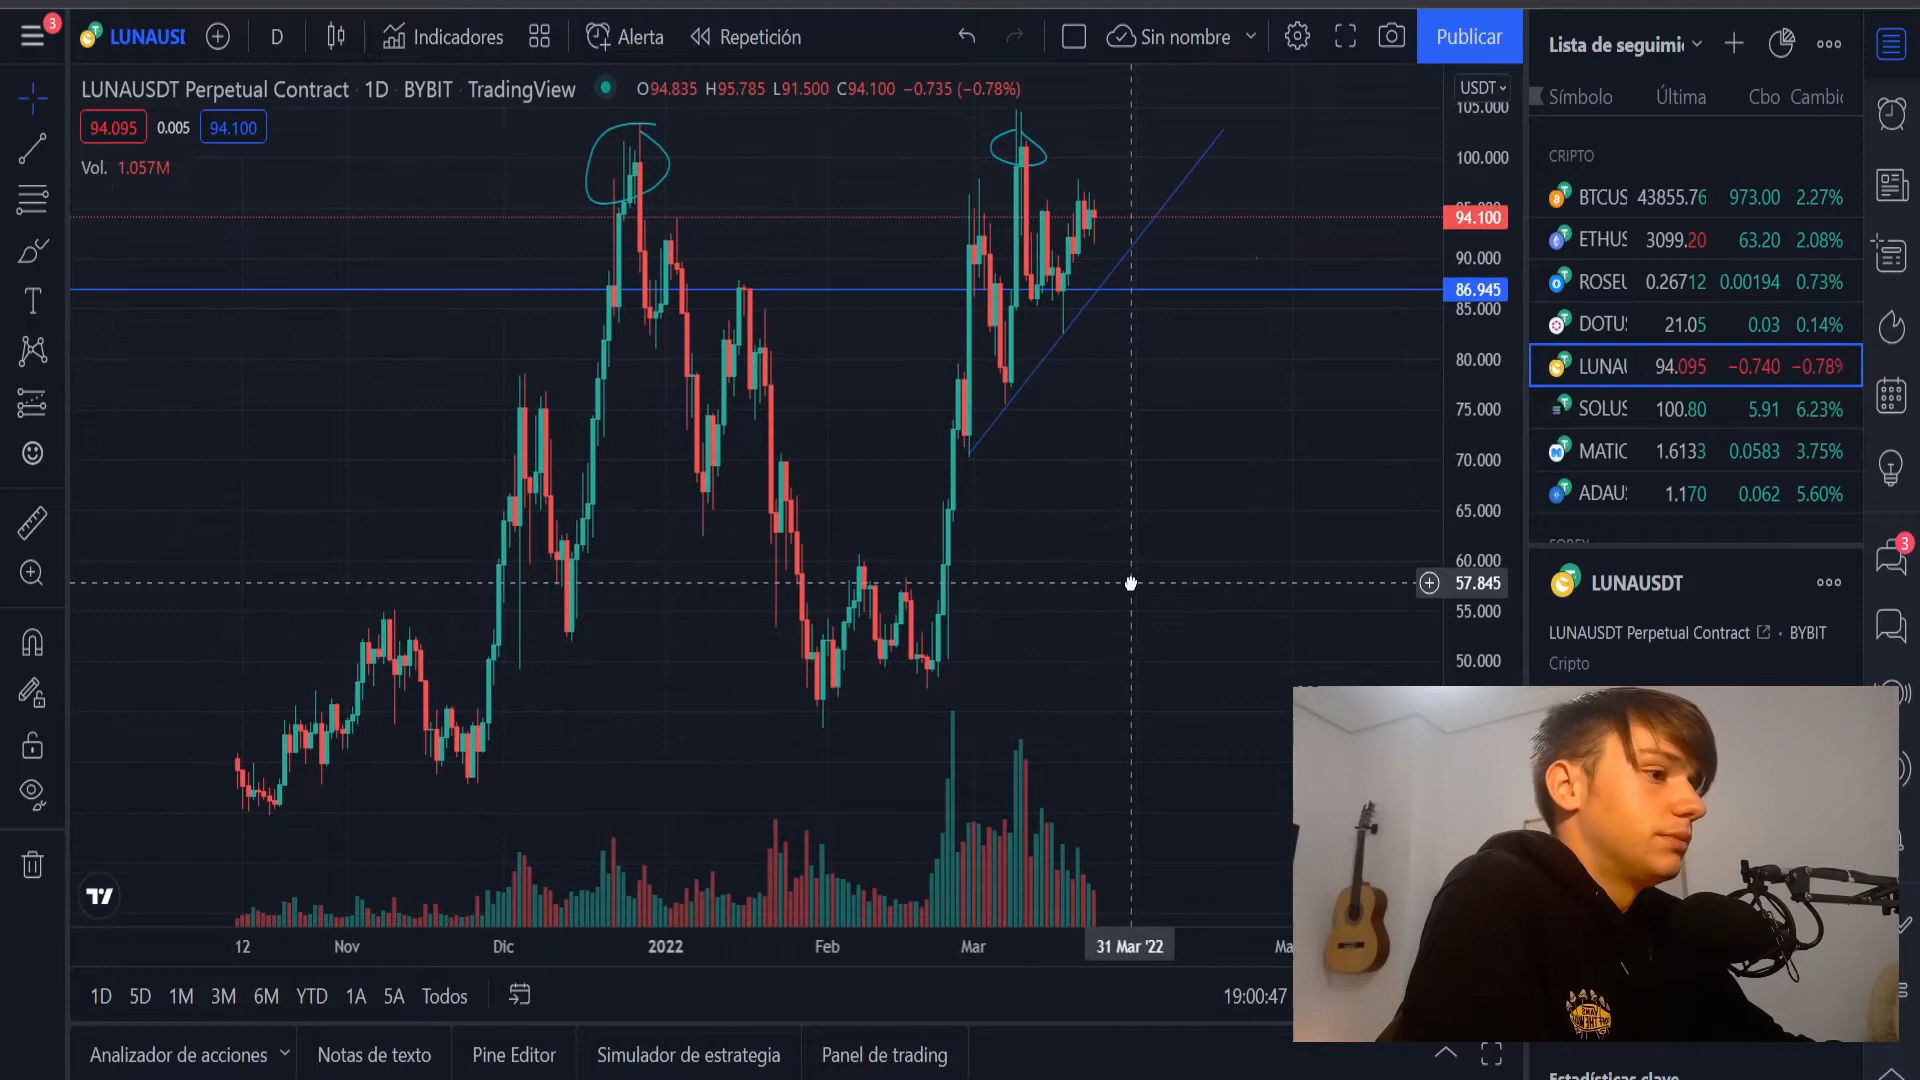 3
LUNAUSI
D
Indicadores
Alerta
Repetición
Sin nombre
Publicar
LUNAUSDT Perpetual Contract · 1D · BYBIT · TradingView
O94.835 H95.785 L91.500 C94.100 −0.735 (−0.78%)
94.095 0.005 94.100
Vol. 1.057M
USDT
105.000
100.000
95.000
94.100
90.000
86.945
85.000
80.000
75.000
70.000
65.000
60.000
57.845
55.000
50.000
12 Nov Dic 2022 Feb Mar 31 Mar '22
1D 5D 1M 3M 6M YTD 1A 5A Todos
19:00:47
Analizador de acciones
Notas de texto
Pine Editor
Simulador de estrategia
Panel de trading
Lista de seguimi
Símbolo Última Cbo Cambic
CRIPTO
BTCUS 43855.76 973.00 2.27%
ETHUS 3099.20 63.20 2.08%
ROSEU 0.26712 0.00194 0.73%
DOTU 21.05 0.03 0.14%
LUNAU 94.095 −0.740 −0.78%
SOLUS 100.80 5.91 6.23%
MATIC 1.6133 0.0583 3.75%
ADAU 1.170 0.062 5.60%
3
LUNAUSDT
LUNAUSDT Perpetual Contract · BYBIT
Cripto
VANS